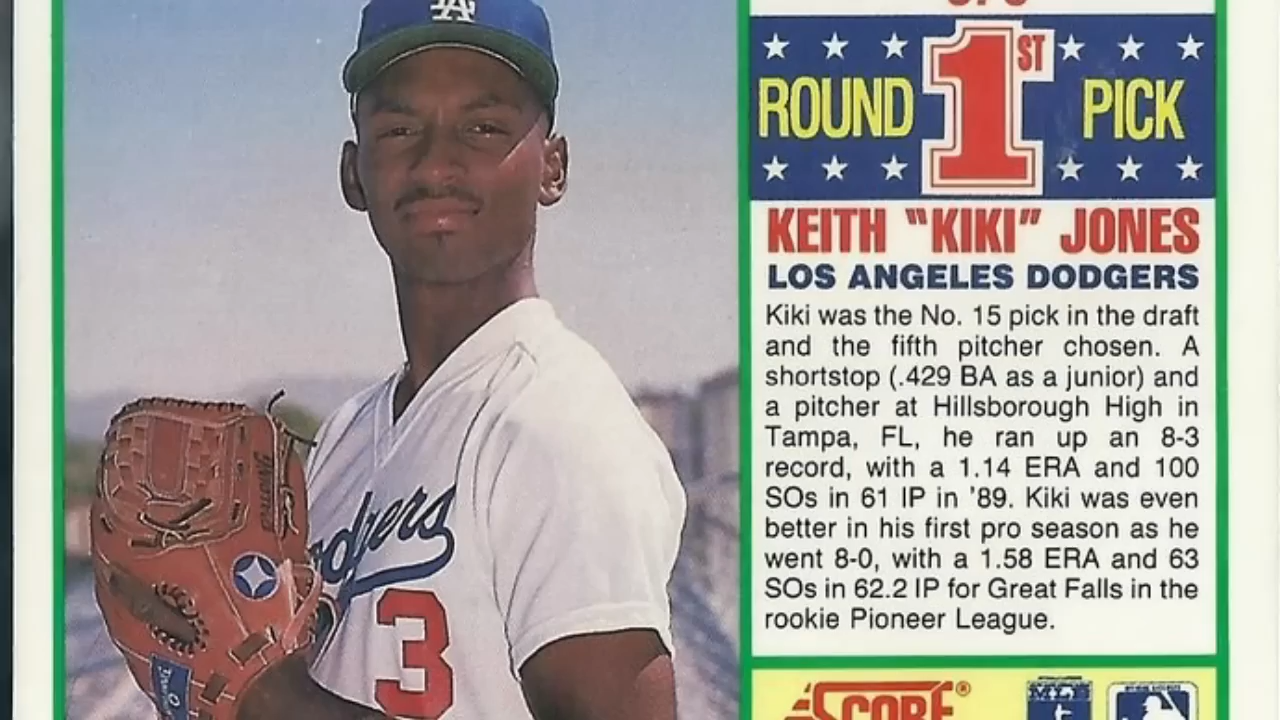 LA
ROUND 1ST PICK
KEITH "KIKI" JONES
LOS ANGELES DODGERS
Kiki was the No. 15 pick in the draft
and the fifth pitcher chosen. A
shortstop (.429 BA as a junior) and
a pitcher at Hillsborough High in
Tampa, FL, he ran up an 8-3
record, with a 1.14 ERA and 100
SOs in 61 IP in '89. Kiki was even
better in his first pro season as he
went 8-0, with a 1.58 ERA and 63
SOs in 62.2 IP for Great Falls in the
rookie Pioneer League.
odgers
3
SCORE®